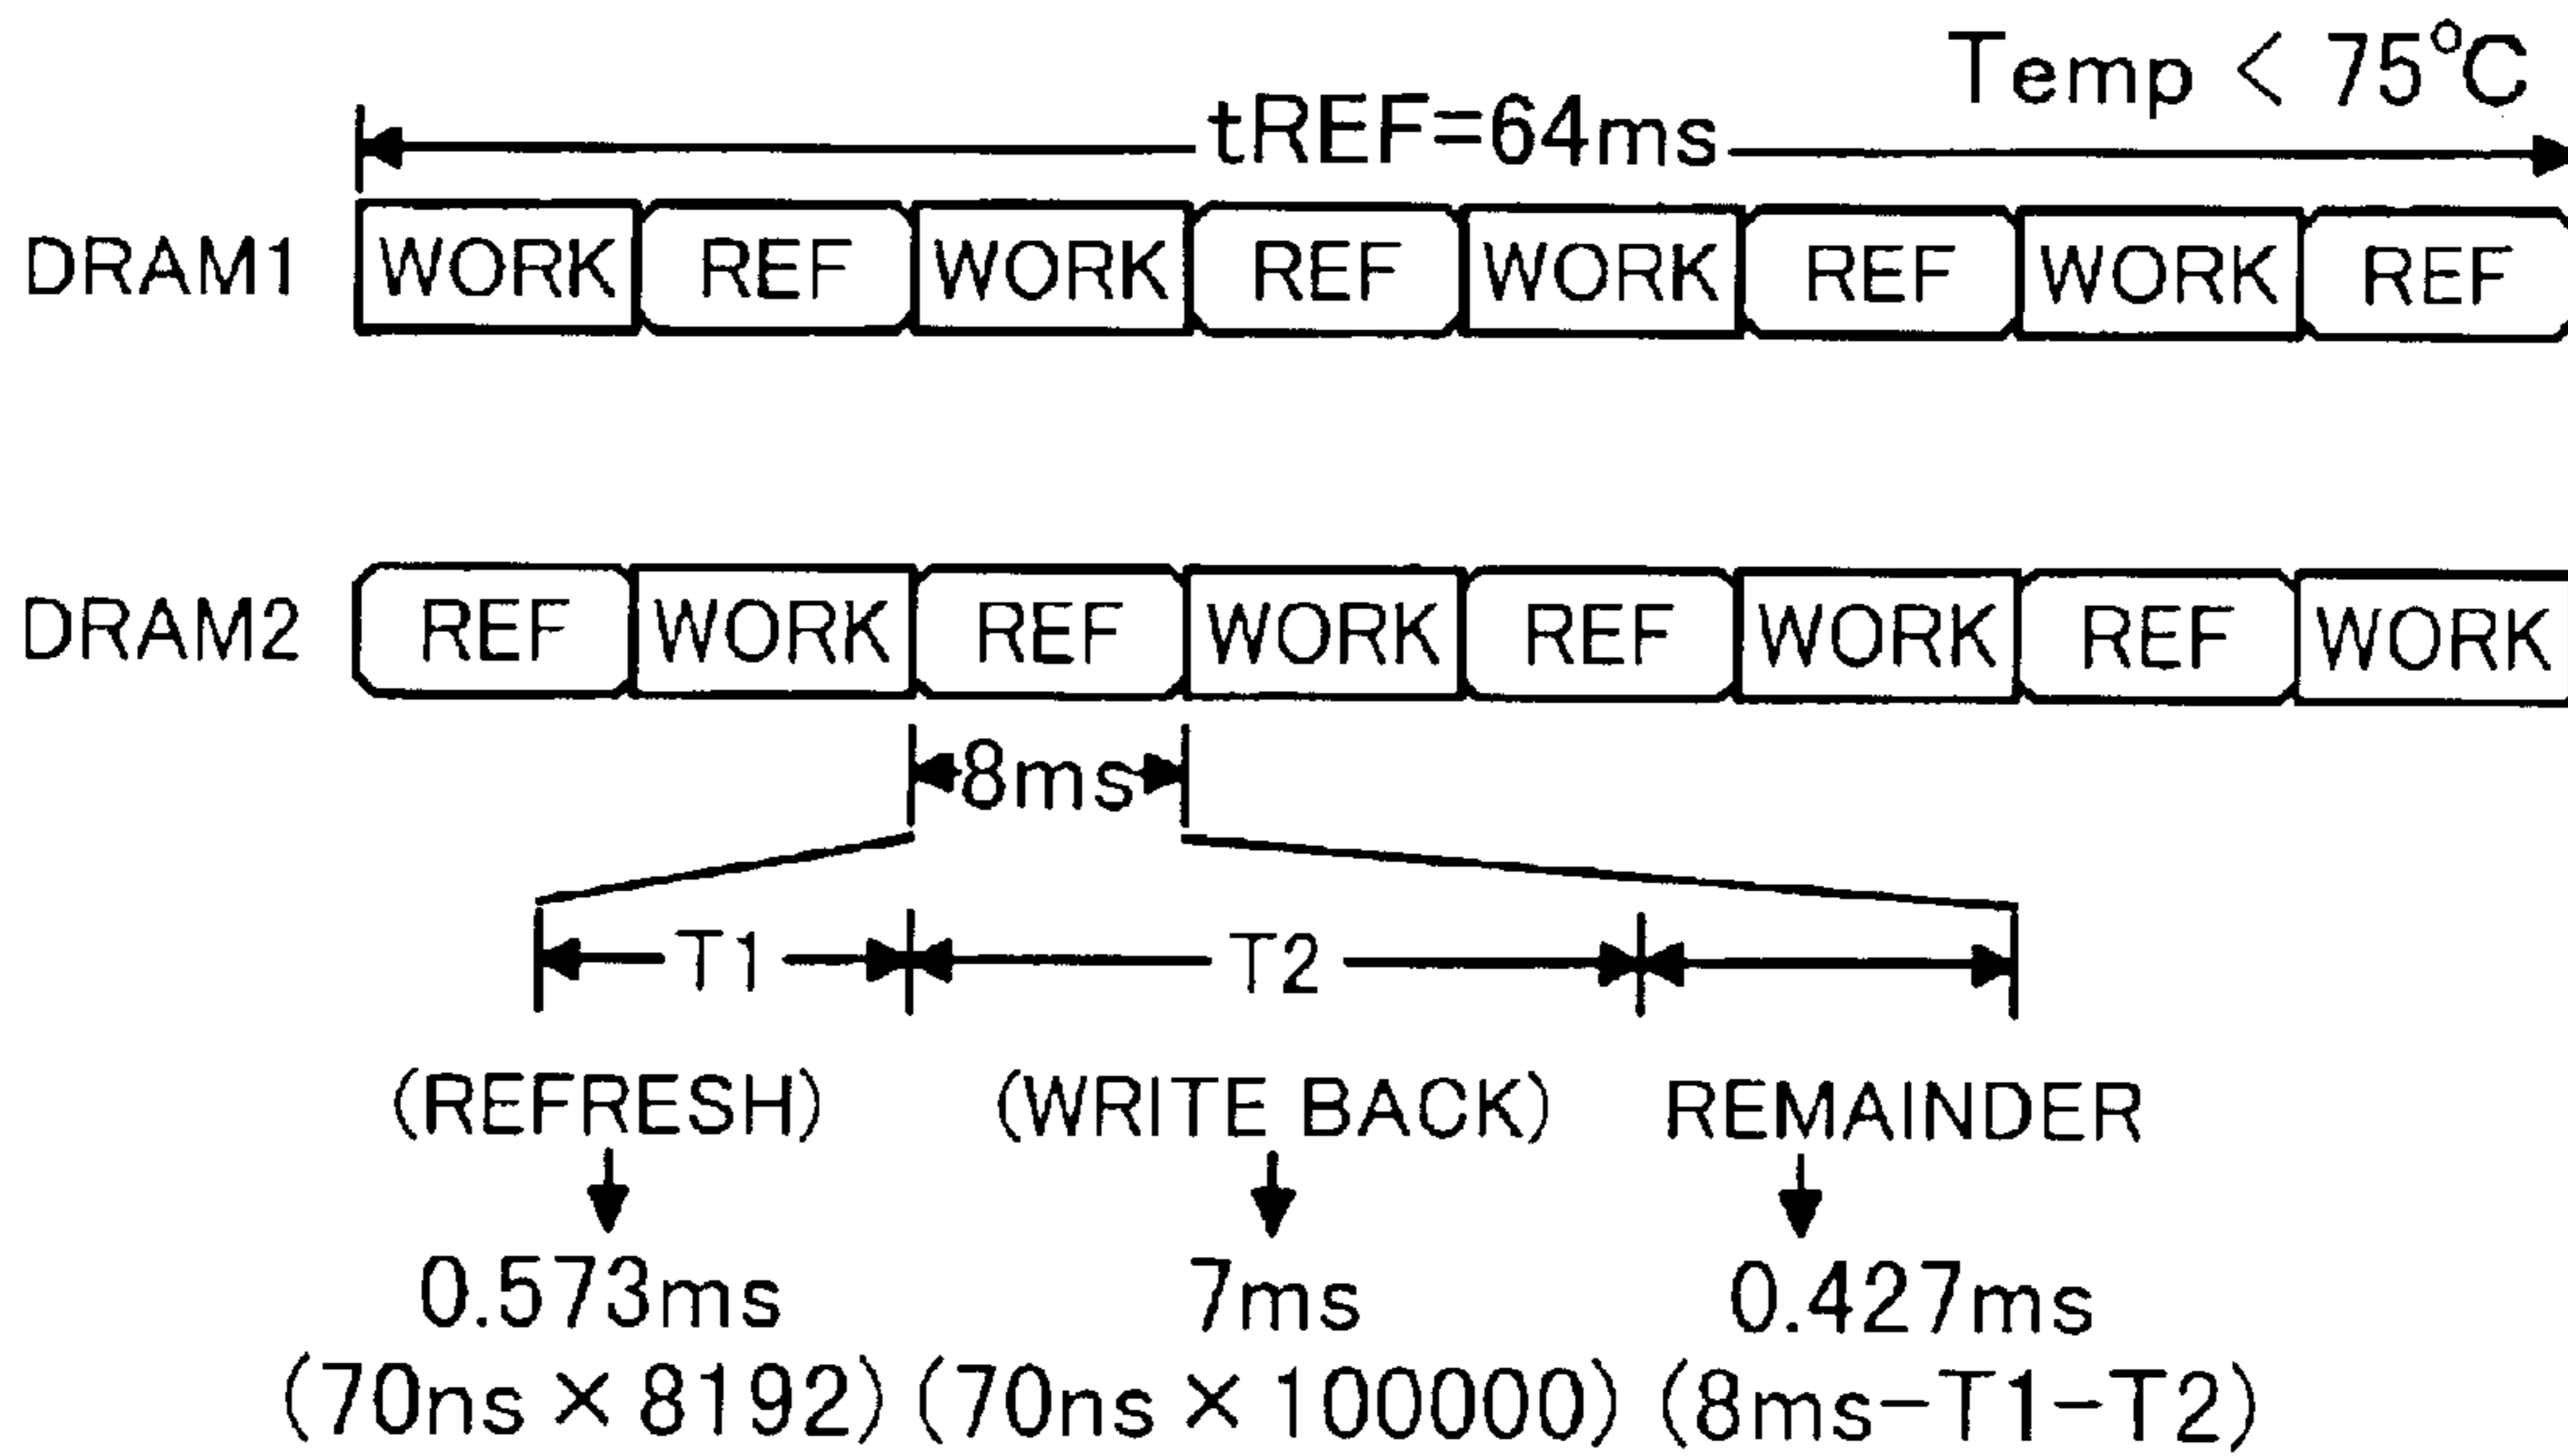 Temp < 75°C
tREF=64ms
DRAM1 WORK REF WORK REF WORK REF WORK REF
DRAM2 REF WORK REF WORK REF WORK REF WORK
8ms
T1 T2
(REFRESH) (WRITE BACK) REMAINDER
0.573ms 7ms 0.427ms
(70ns×8192) (70ns×100000) (8ms-T1-T2)